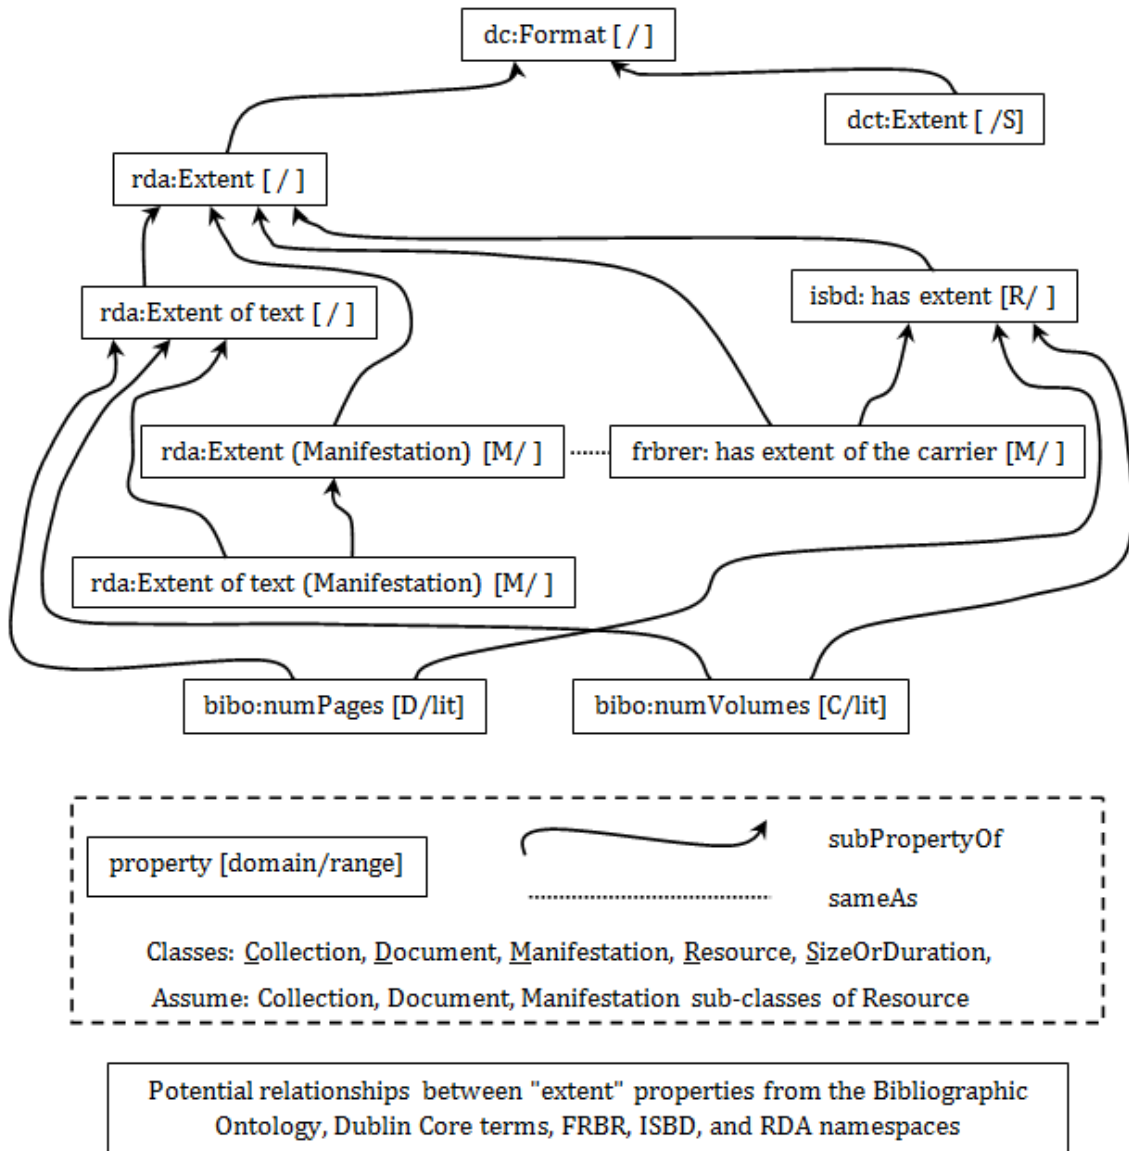 dc:Format [ / ]
dct:Extent [ /S]
rda:Extent [ / ]
isbd: has extent [R/ ]
rda:Extent of text [ / ]
rda:Extent (Manifestation) [M/ ]
frbrer: has extent of the carrier [M/ ]
rda:Extent of text (Manifestation) [M/ ]
bibo:numPages [D/lit]
bibo:numVolumes [C/lit]
property [domain/range]
subPropertyOf
sameAs
Classes: Collection, Document, Manifestation, Resource, SizeOrDuration,
Assume: Collection, Document, Manifestation sub-classes of Resource
Potential relationships between "extent" properties from the Bibliographic
Ontology, Dublin Core terms, FRBR, ISBD, and RDA namespaces